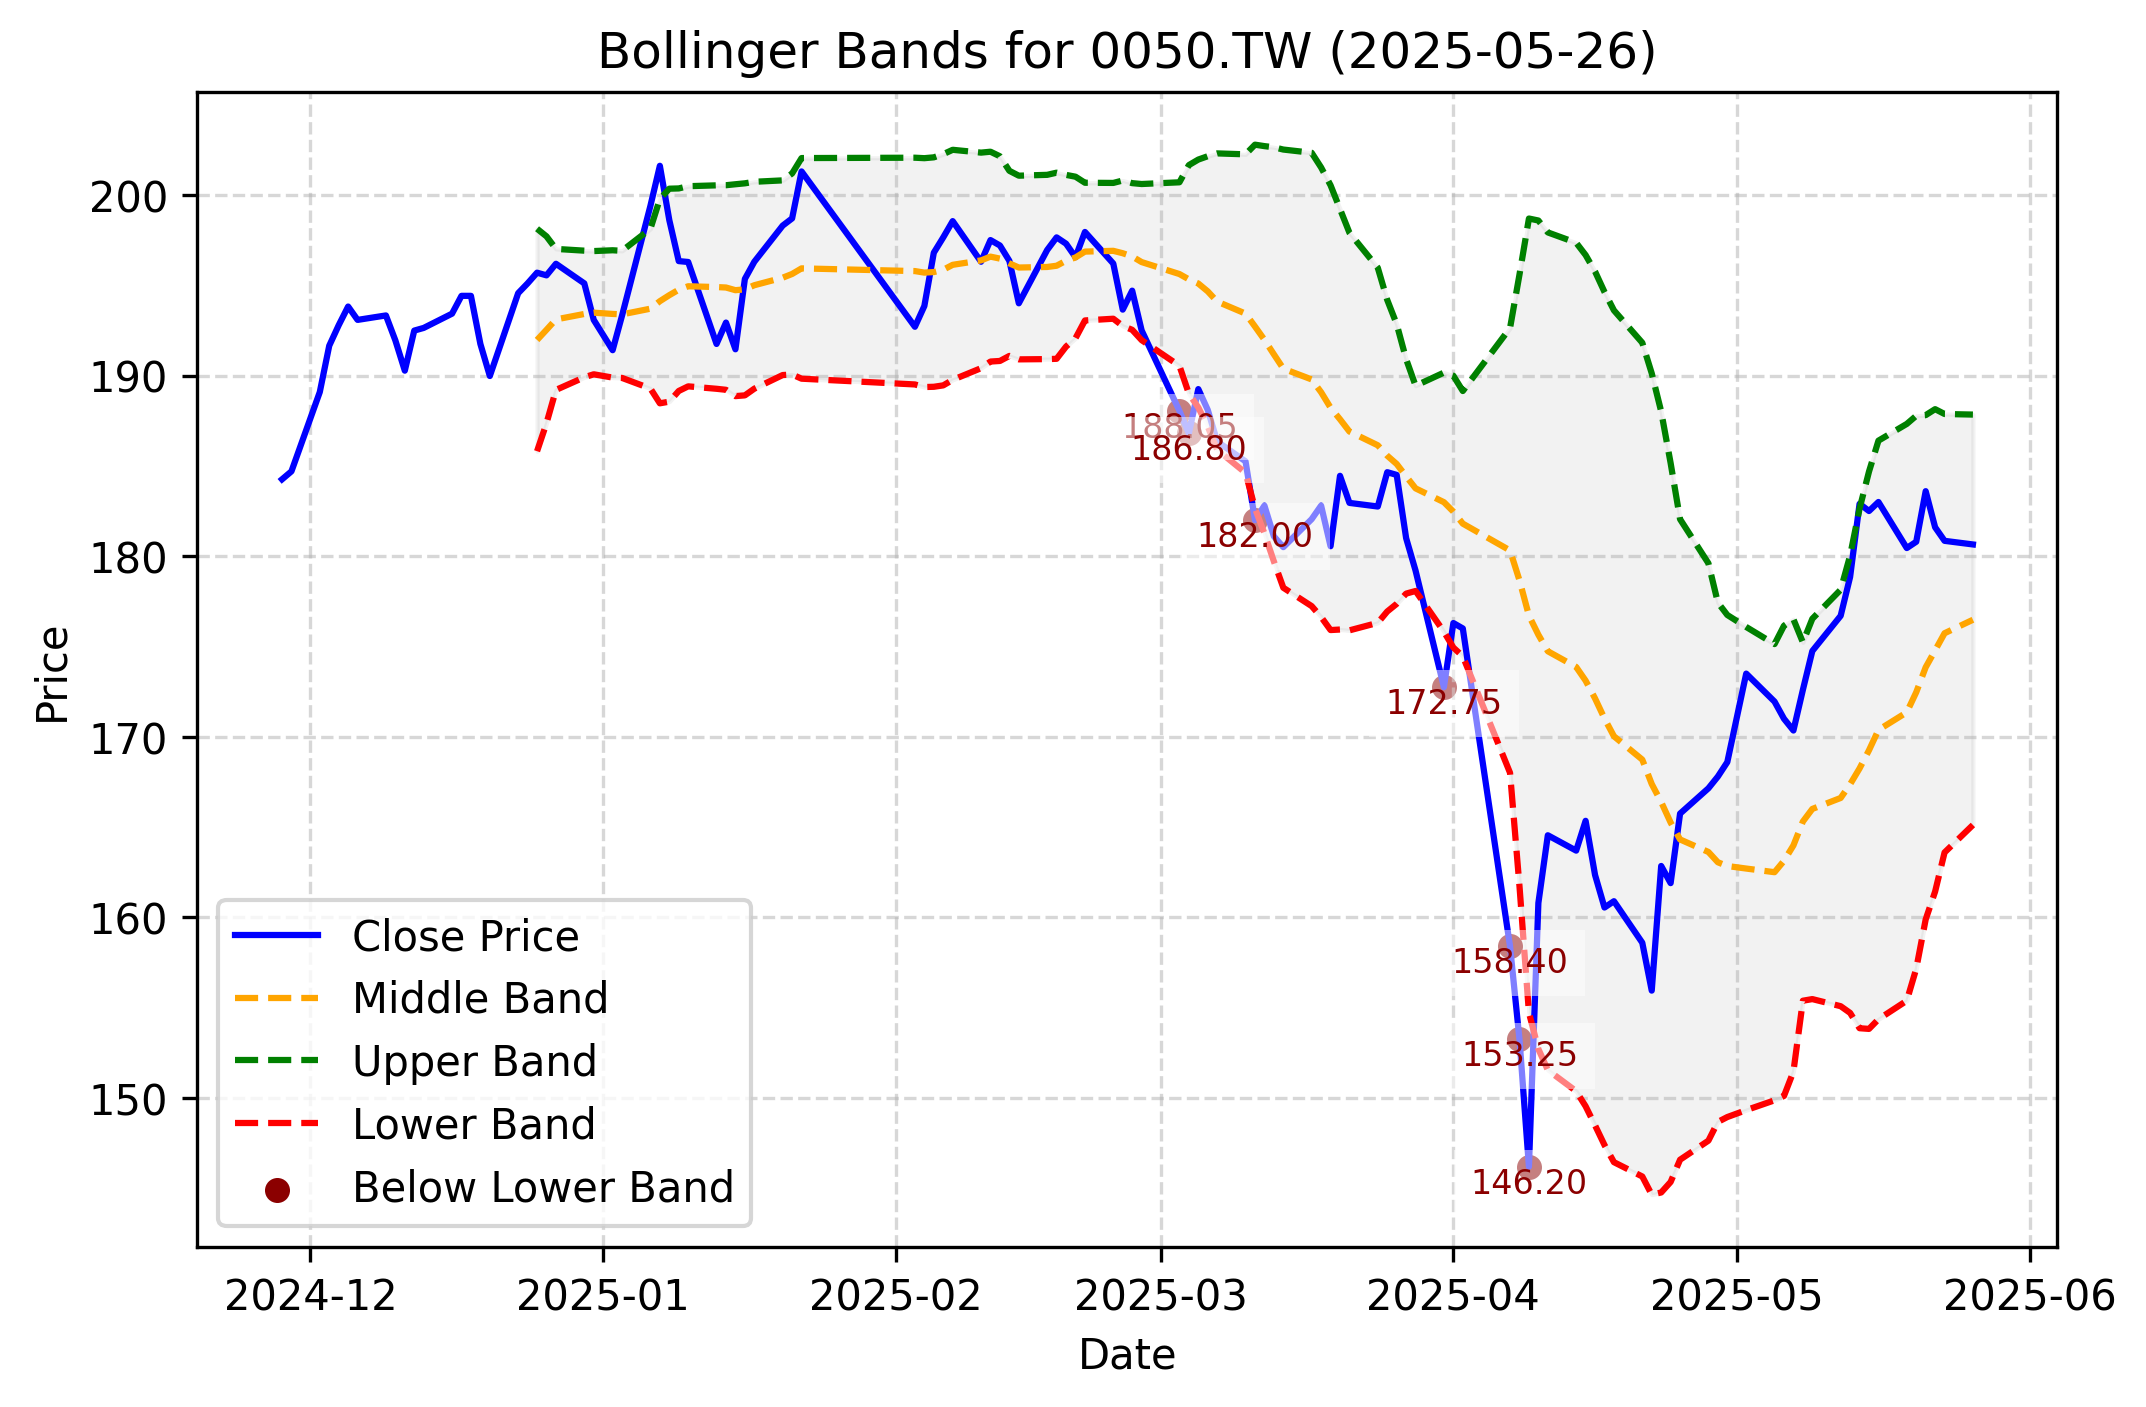 Bollinger Bands for 0050.TW (2025-05-26)
Price
200
190
180
170
160
150
188.05
186.80
182.00
172.75
158.40
153.25
146.20
Close Price
Middle Band
Upper Band
Lower Band
Below Lower Band
2024-12
2025-01
2025-02
2025-03
2025-04
2025-05
2025-06
Date